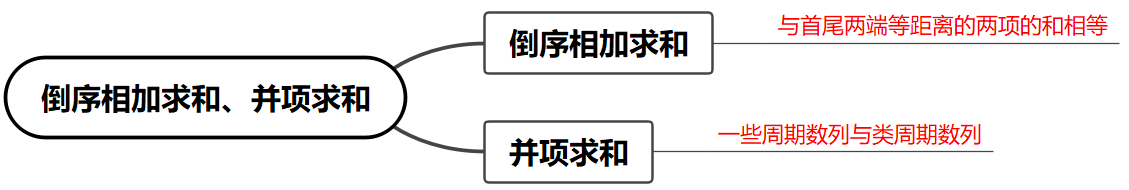 倒序相加求和、并项求和
倒序相加求和
与首尾两端等距离的两项的和相等
并项求和
一些周期数列与类周期数列